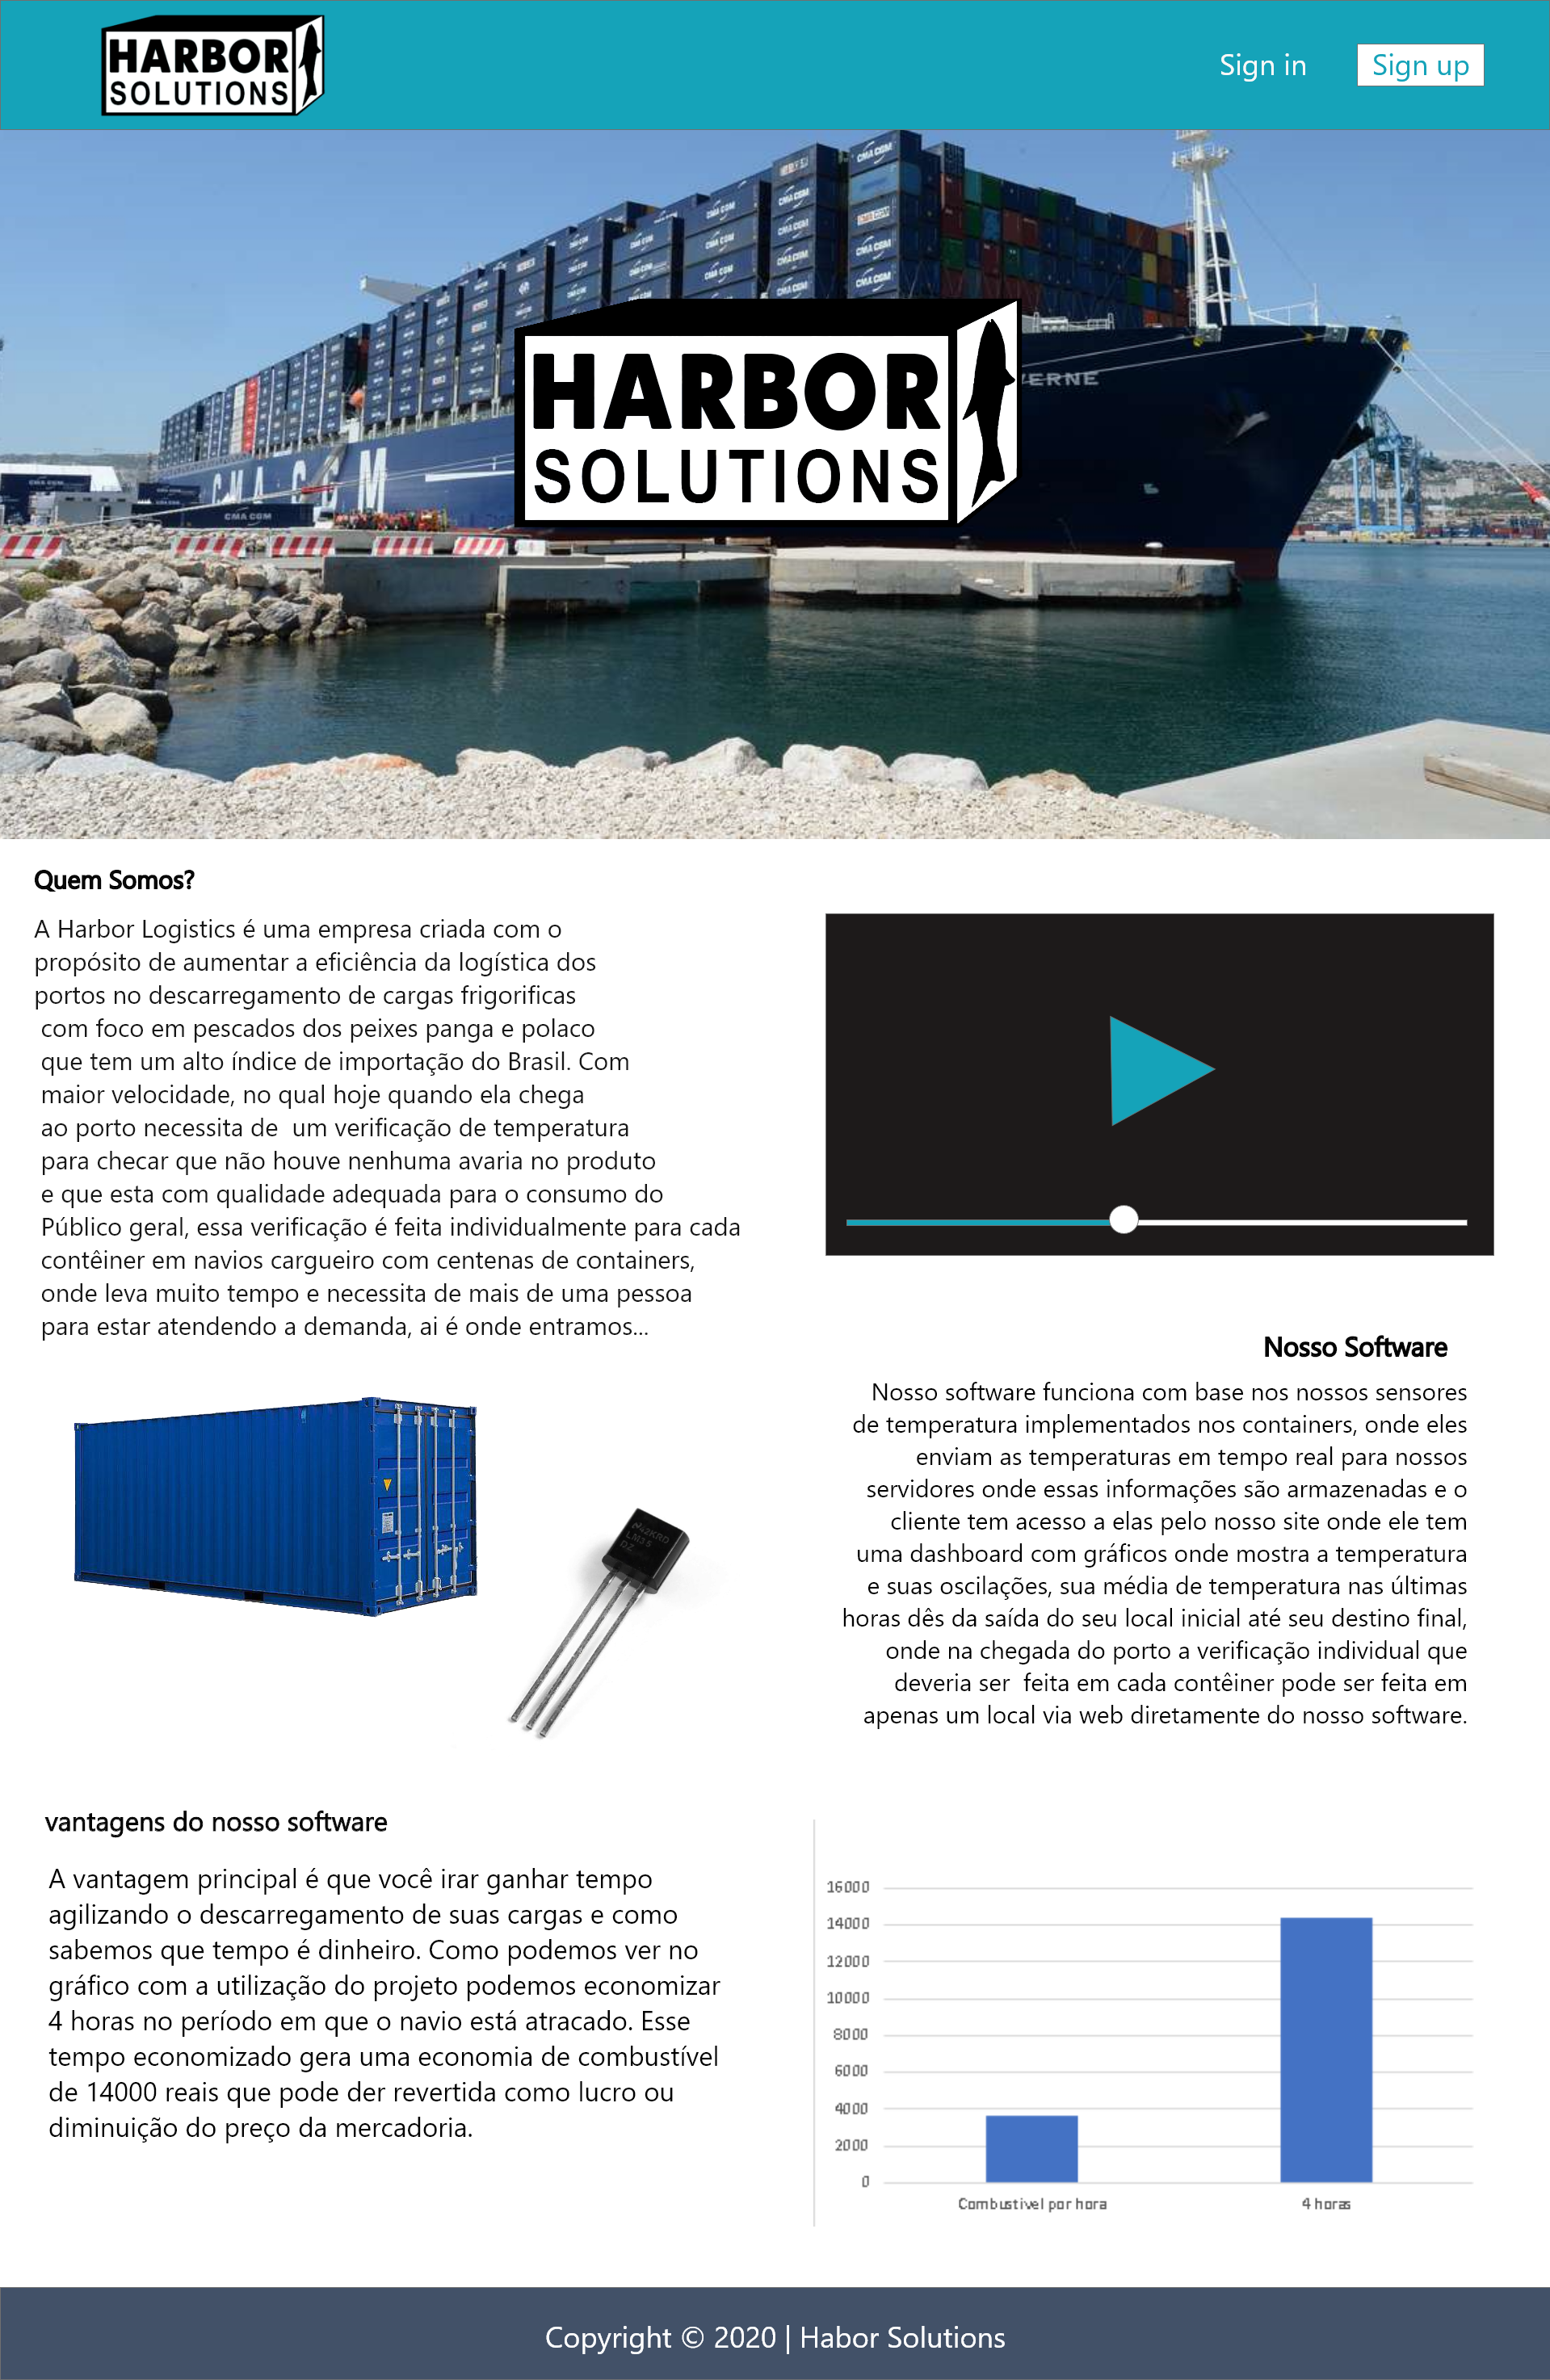 HARBOR
SOLUTIONS
Sign in
Sign up
CMA CGM
HARBOR
SOLUTIONS
VERNE
CMA CGM
Quem Somos?
A Harbor Logistics é uma empresa criada com o
propósito de aumentar a eficiência da logística dos
portos no descarregamento de cargas frigorificas
com foco em pescados dos peixes panga e polaco
que tem um alto índice de importação do Brasil. Com
maior velocidade, no qual hoje quando ela chega
ao porto necessita de um verificação de temperatura
para checar que não houve nenhuma avaria no produto
e que esta com qualidade adequada para o consumo do
Público geral, essa verificação é feita individualmente para cada
contêiner em navios cargueiro com centenas de containers,
onde leva muito tempo e necessita de mais de uma pessoa
para estar atendendo a demanda, ai é onde entramos...
Nosso Software
Nosso software funciona com base nos nossos sensores
de temperatura implementados nos containers, onde eles
enviam as temperaturas em tempo real para nossos
servidores onde essas informações são armazenadas e o
cliente tem acesso a elas pelo nosso site onde ele tem
uma dashboard com gráficos onde mostra a temperatura
e suas oscilações, sua média de temperatura nas últimas
horas dês da saída do seu local inicial até seu destino final,
onde na chegada do porto a verificação individual que
deveria ser feita em cada contêiner pode ser feita em
apenas um local via web diretamente do nosso software.
42KRD
LM35
DZ
vantagens do nosso software
A vantagem principal é que você irar ganhar tempo
agilizando o descarregamento de suas cargas e como
sabemos que tempo é dinheiro. Como podemos ver no
gráfico com a utilização do projeto podemos economizar
4 horas no período em que o navio está atracado. Esse
tempo economizado gera uma economia de combustível
de 14000 reais que pode der revertida como lucro ou
diminuição do preço da mercadoria.
16000
14000
12000
10000
8000
6000
4000
2000
0
Combustivel por hora
4 horas
Copyright © 2020 | Habor Solutions